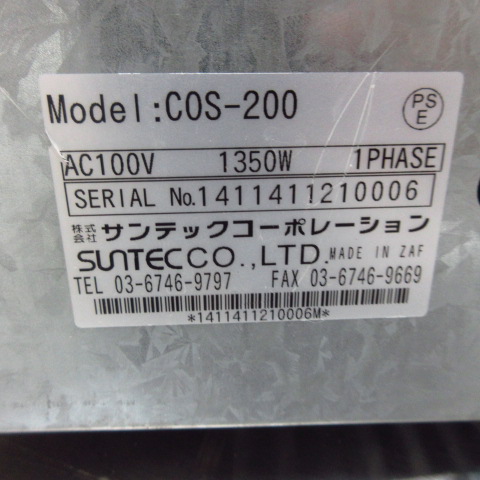 Model:COS-200
PS
E
AC100V 1350W 1PHASE
SERIAL No.1411411210006
株式会社 サンテックコーポレーション
SUNTECCO.,LTD. MADE IN ZAF
TEL 03-6746-9797 FAX 03-6746-9669
*1411411210006M*